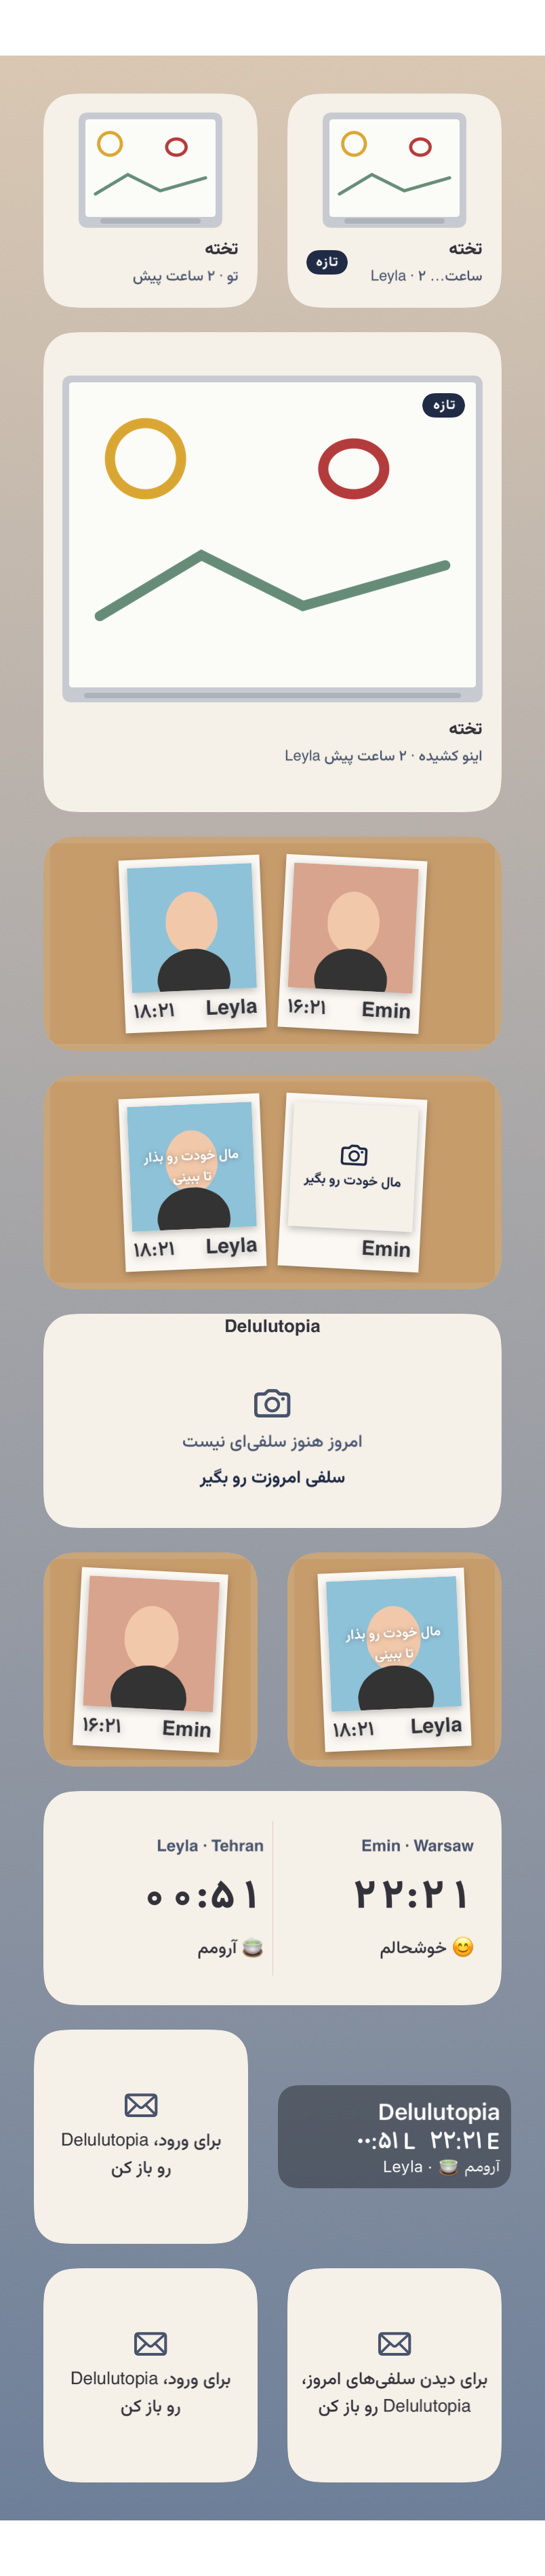 تخته
ساعت… ۲ · Leyla
تازه
تخته
تو · ۲ ساعت پیش
تازه
تخته
Leyla اینو کشیده · ۲ ساعت پیش
Emin ۱۶:۲۱
Leyla ۱۸:۲۱
مال خودت رو بگیر
Emin
مال خودت رو بذار
تا ببینی
Leyla ۱۸:۲۱
Delulutopia
امروز هنوز سلفی‌ای نیست
سلفی امروزت رو بگیر
مال خودت رو بذار
تا ببینی
Leyla ۱۸:۲۱
Emin ۱۶:۲۱
Emin · Warsaw
۲۲:۲۱
😊 خوشحالم
Leyla · Tehran
۰۰:۵۱
🍵 آرومم
Delulutopia
۰۰:۵۱ L ۲۲:۲۱ E
Leyla · 🍵 آرومم
برای ورود، Delulutopia
رو باز کن
برای دیدن سلفی‌های امروز،
Delulutopia رو باز کن
برای ورود، Delulutopia
رو باز کن